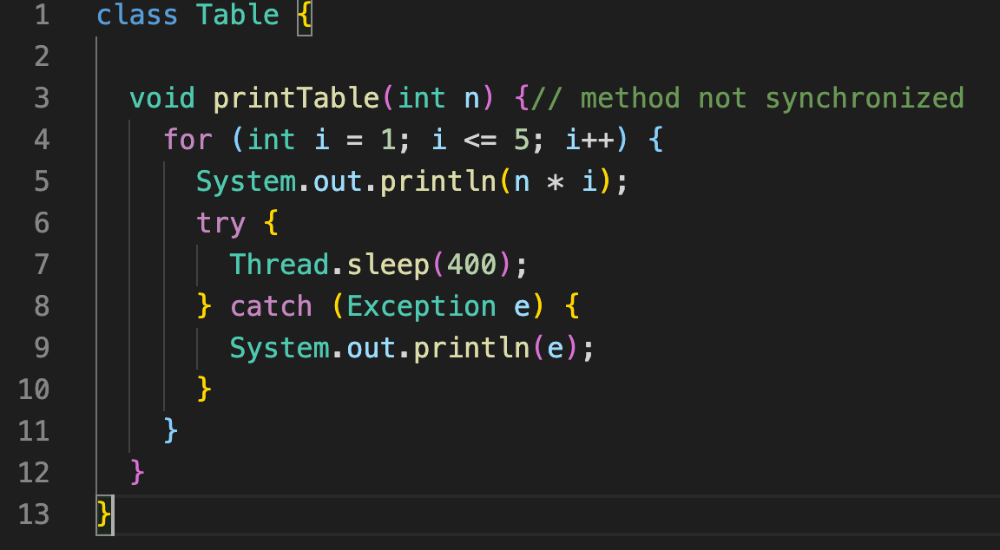 1 class Table {
2
3 void printTable(int n) {// method not synchronized
4 for (int i = 1; i <= 5; i++) {
5 System.out.println(n * i);
6 try {
7 Thread.sleep(400);
8 } catch (Exception e) {
9 System.out.println(e);
10 }
11 }
12 }
13 }